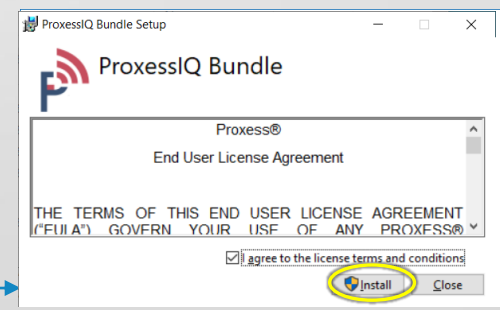 ProxessIQ Bundle Setup
ProxessIQ Bundle
Proxess®
End User License Agreement
THE TERMS OF THIS END USER LICENSE AGREEMENT
("EULA") GOVERN YOUR USE OF ANY PROXESS®
I agree to the license terms and conditions
Install Close